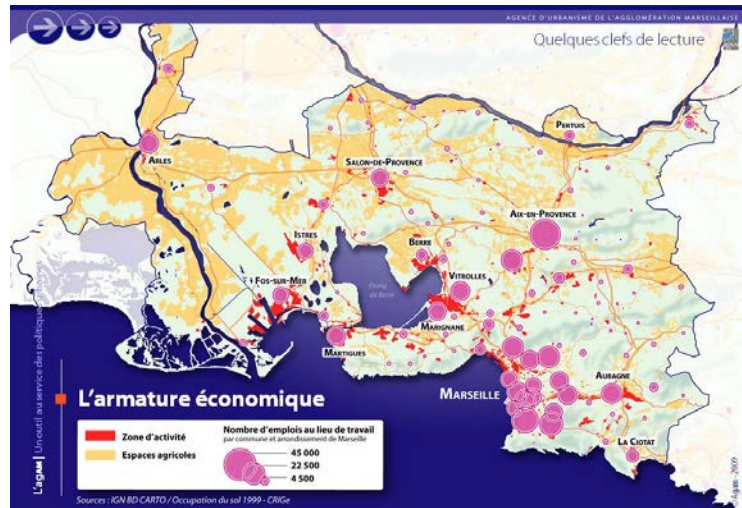 AGENCE D'URBANISME DE L'AGGLOMÉRATION MARSEILLAISE
Quelques clefs de lecture
PERTUIS
ARLES
SALON-DE-PROVENCE
AIX-EN-PROVENCE
ISTRES
BERRE
Étang de Berre
VITROLLES
FOS-SUR-MER
MARIGNANE
MARTIGUES
MARSEILLE
AUBAGNE
LA CIOTAT
L'agAM | Un outil au service des politiques
L'armature économique
Zone d'activité
Espaces agricoles
Nombre d'emplois au lieu de travail
par commune et arrondissement de Marseille
45 000
22 500
4 500
Sources : IGN BD CARTO / Occupation du sol 1999 - CRIGe
© Agam - 2009